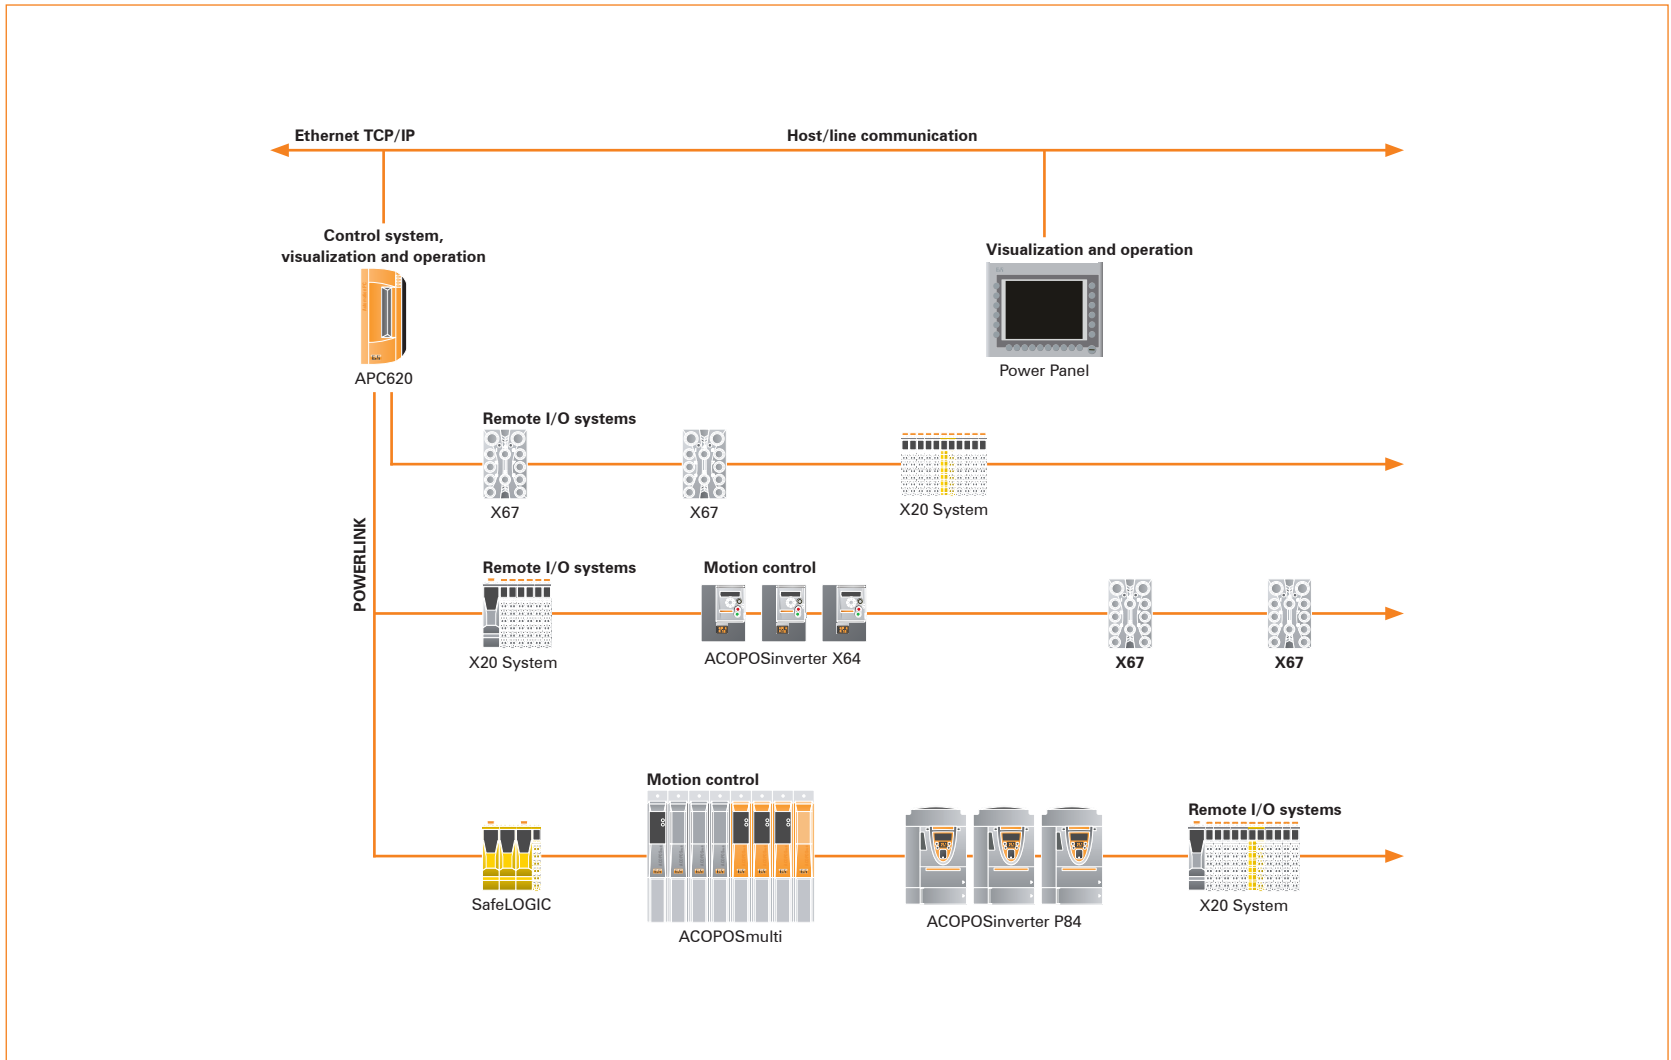 Ethernet TCP/IP
Host/line communication
Control system,
visualization and operation
APC620
Visualization and operation
Power Panel
POWERLINK
Remote I/O systems
X67
X67
X20 System
Remote I/O systems
X20 System
Motion control
ACOPOSinverter X64
X67
X67
SafeLOGIC
Motion control
ACOPOSmulti
ACOPOSinverter P84
Remote I/O systems
X20 System